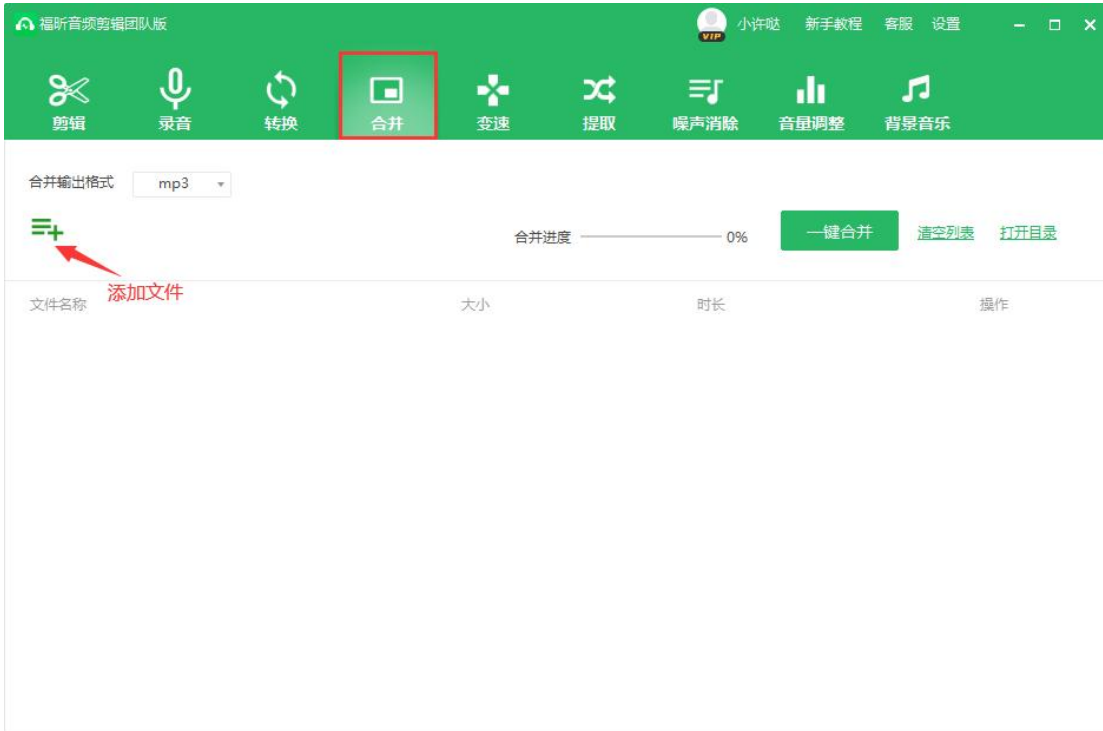 福昕音频剪辑团队版 VIP 小许哒 新手教程 客服 设置
剪辑 录音 转换 合并 变速 提取 噪声消除 音量调整 背景音乐
合并输出格式 mp3
合并进度 0% 一键合并 清空列表 打开目录
添加文件
文件名称 大小 时长 操作